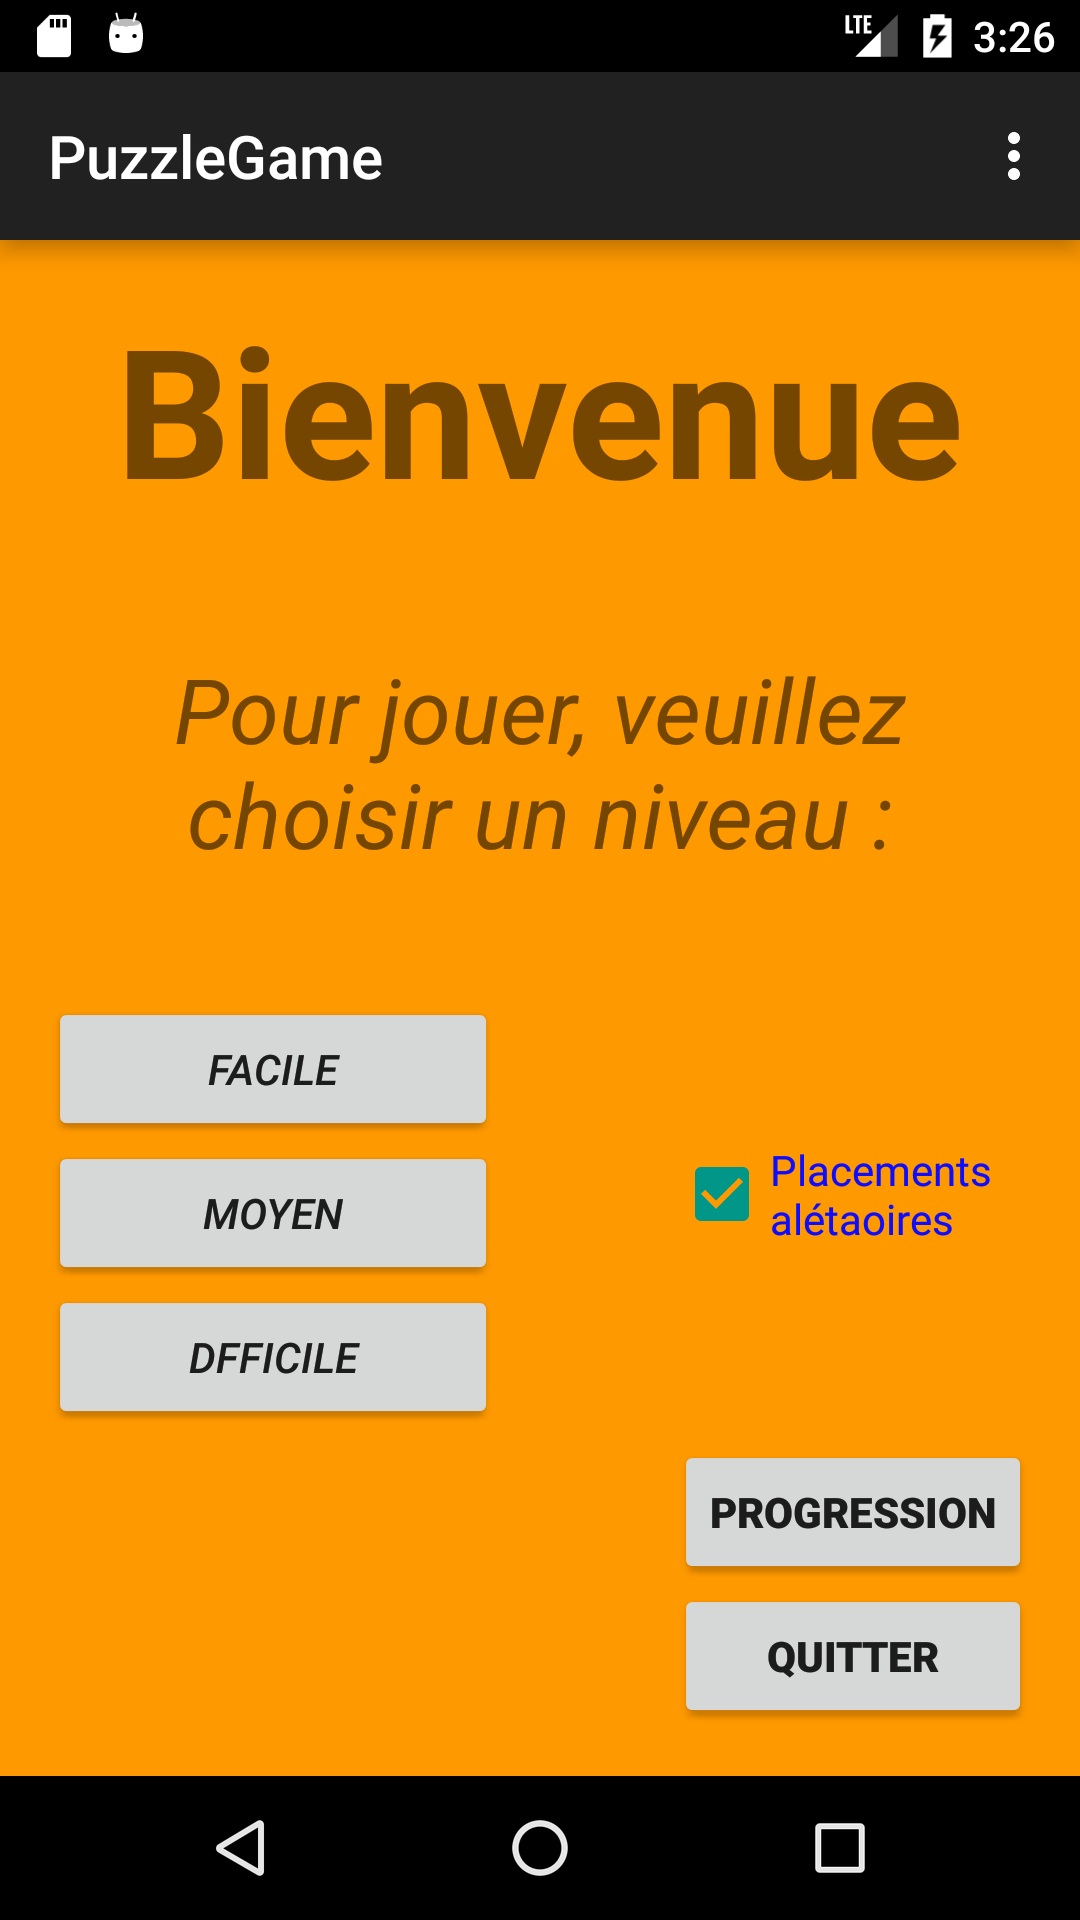 LTE 3:26
PuzzleGame
Bienvenue
Pour jouer, veuillez
choisir un niveau :
FACILE
MOYEN
Placements
alétaoires
DFFICILE
PROGRESSION
QUITTER